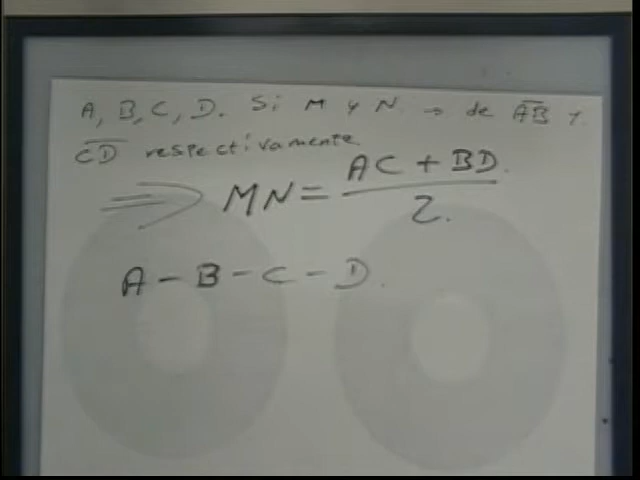 A, B, C, D. Si M y N → de AB y
CD respectivamente
⇒ MN = AC + BD. / 2.
A - B - C - D.